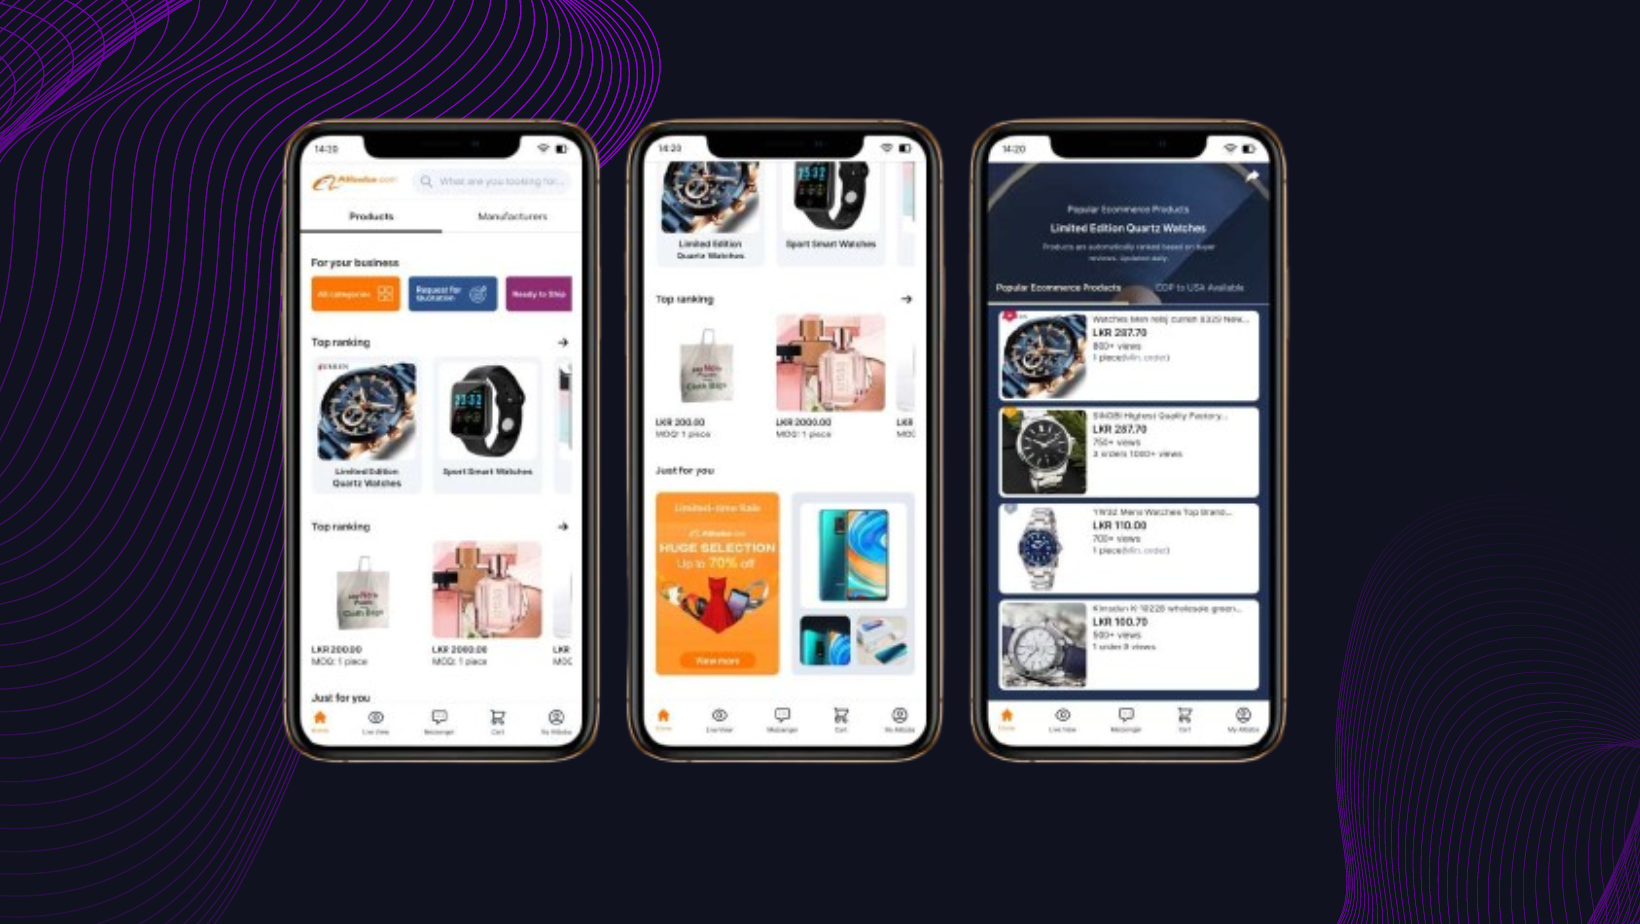 14:20
Alibaba.com
What are you looking for...
Products
Manufacturers
For your business
All categories
Request for
Quotation
Ready to Ship
Top ranking
Limited Edition
Quartz Watches
Sport Smart Watches
Top ranking
Cloth Bags
LKR 200.00
MOQ: 1 piece
LKR 2000.00
MOQ: 1 piece
LKR
MOQ
Just for you
Home
Live View
Messenger
Cart
My Alibaba
14:20
Limited Edition
Quartz Watches
Sport Smart Watches
Top ranking
Cloth Bags
LKR 200.00
MOQ: 1 piece
LKR 2000.00
MOQ: 1 piece
LKR
MOQ
Just for you
Limited-time Sale
Alibaba.com
HUGE SELECTION
Up to 70% off
View more
Home
Live View
Messenger
Cart
My Alibaba
14:20
Popular Ecommerce Products
Limited Edition Quartz Watches
Products are automatically ranked based on buyer
reviews. Updated daily.
Popular Ecommerce Products
DDP to USA Available
Watches Men reloj curren 8329 New...
LKR 287.70
800+ views
1 piece(Min. order)
SINOBI Highest Quality Factory...
LKR 287.70
750+ views
3 orders 1000+ views
Mens Watches Top Brand...
LKR 110.00
700+ views
1 piece(Min. order)
wholesale green...
LKR 100.70
500+ views
1 order 9 views
Home
Live View
Messenger
Cart
My Alibaba